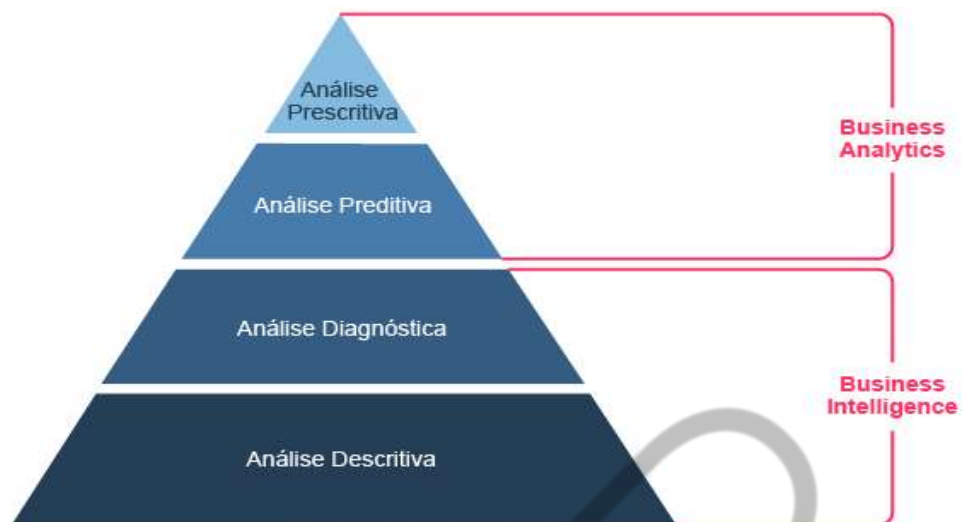 Análise
Prescritiva
Business
Analytics
Análise Preditiva
Análise Diagnóstica
Business
Intelligence
Análise Descritiva